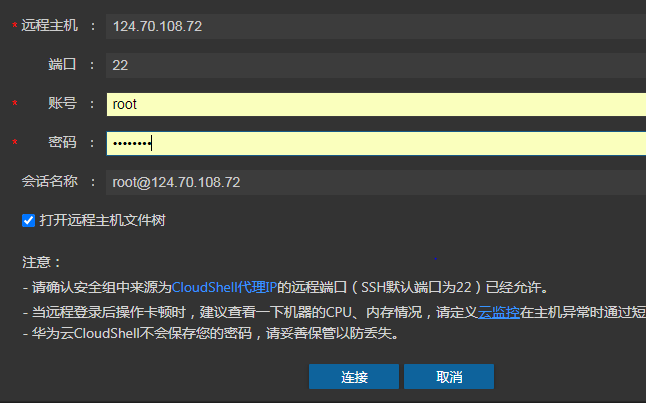 * 远程主机 : 124.70.108.72
端口 : 22
* 账号 : root
* 密码 : ••••••••
会话名称 : root@124.70.108.72
打开远程主机文件树
注意：
- 请确认安全组中来源为CloudShell代理IP的远程端口（SSH默认端口为22）已经允许。
- 当远程登录后操作卡顿时，建议查看一下机器的CPU、内存情况，请定义云监控在主机异常时通过短
- 华为云CloudShell不会保存您的密码，请妥善保管以防丢失。
连接 取消